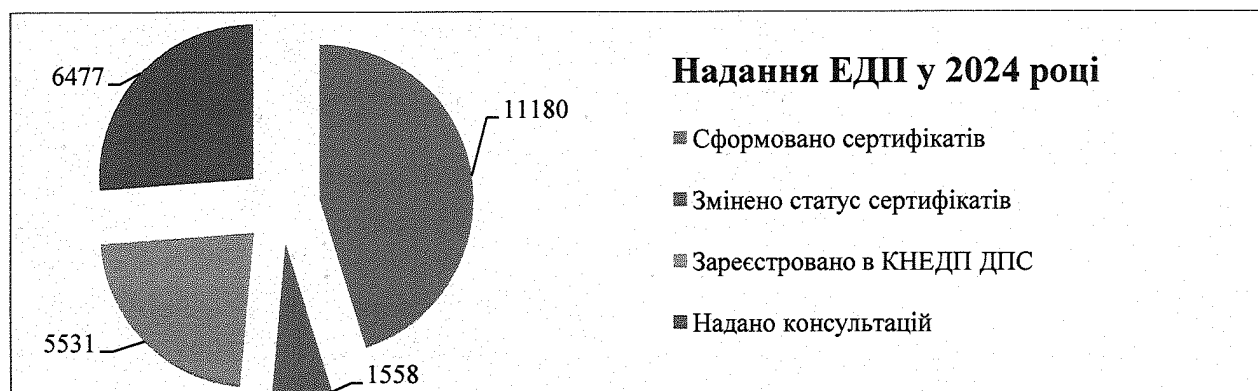 Надання ЕДП у 2024 році
6477
11180
Сформовано сертифікатів
Змінено статус сертифікатів
Зареєстровано в КНЕДП ДПС
Надано консультацій
5531
1558